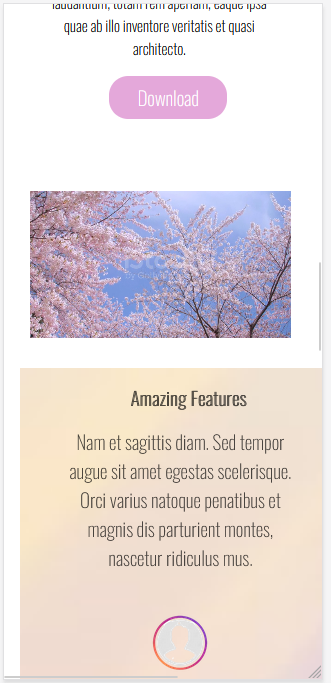 laudantium, totam rem aperiam, eaque ipsa
quae ab illo inventore veritatis et quasi
architecto.
Download
Amazing Features
Nam et sagittis diam. Sed tempor
augue sit amet egestas scelerisque.
Orci varius natoque penatibus et
magnis dis parturient montes,
nascetur ridiculus mus.